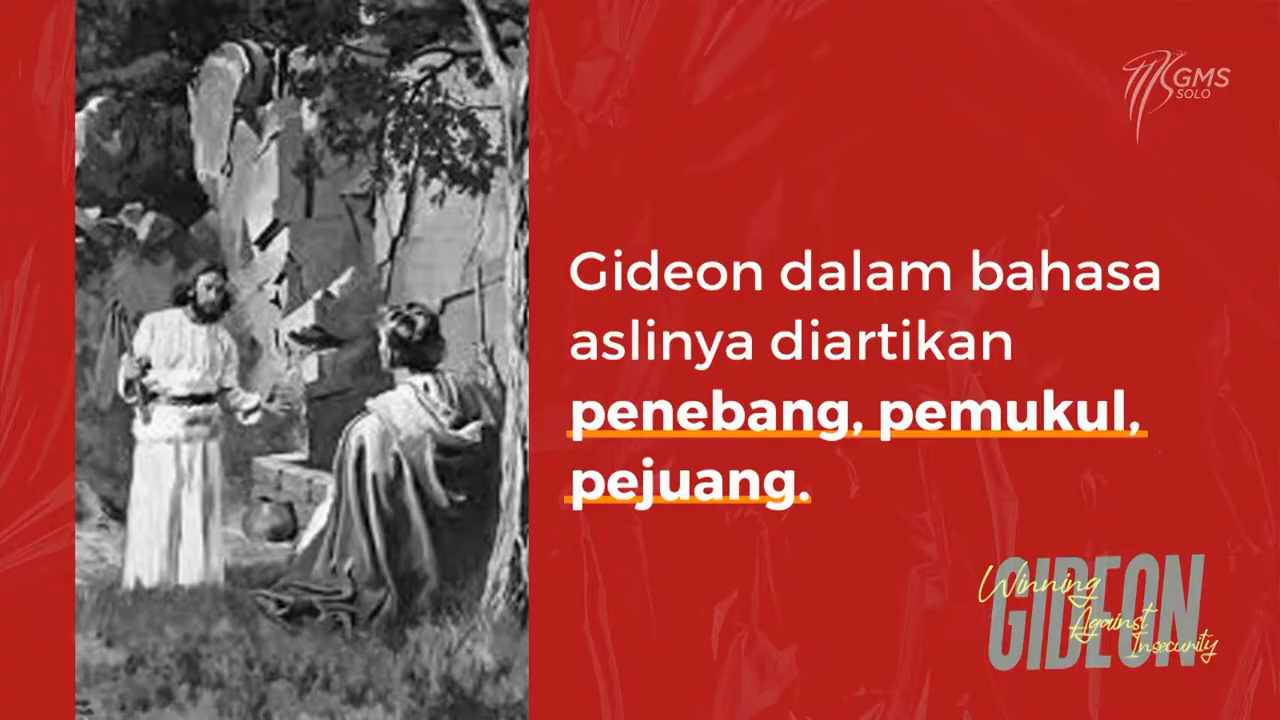 GMS
SOLO
Gideon dalam bahasa
aslinya diartikan
penebang, pemukul,
pejuang.
GIDEON
Winning
Against
Insecurity